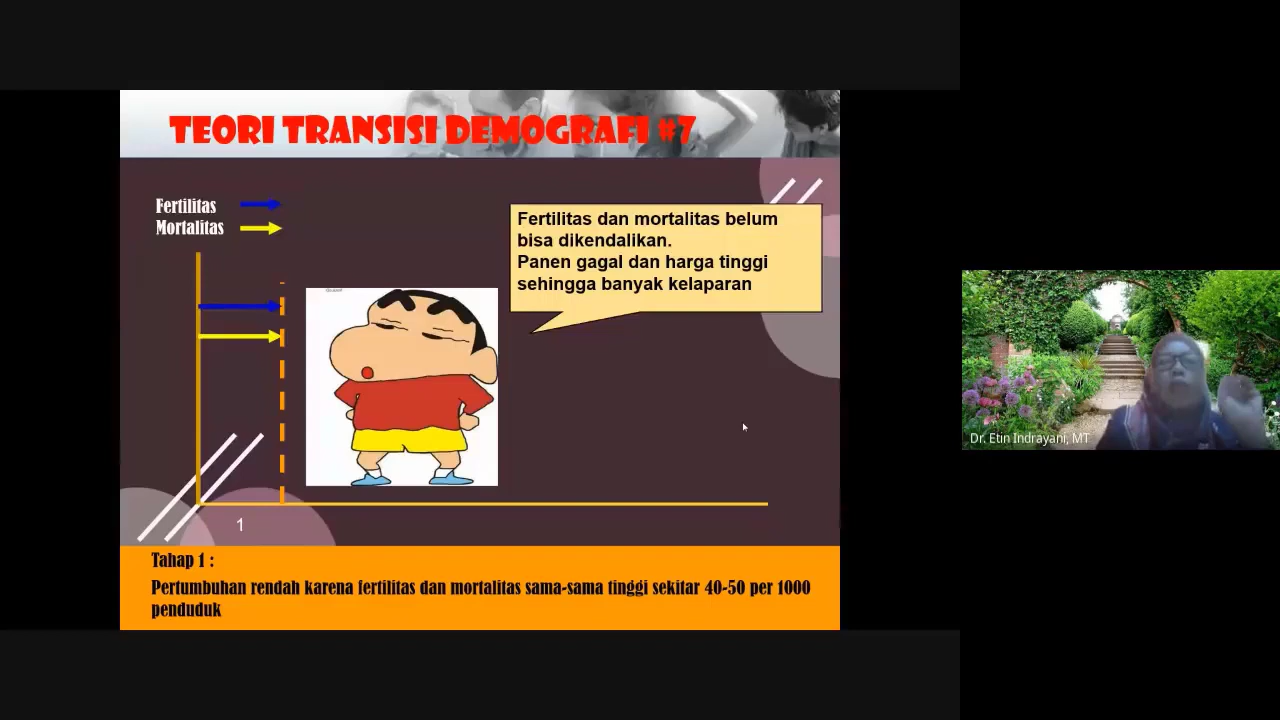 TEORI TRANSISI DEMOGRAFI #7
Fertilitas
Mortalitas
Fertilitas dan mortalitas belum
bisa dikendalikan.
Panen gagal dan harga tinggi
sehingga banyak kelaparan
1
Tahap 1 :
Pertumbuhan rendah karena fertilitas dan mortalitas sama-sama tinggi sekitar 40-50 per 1000
penduduk
Dr. Etin Indrayani, MT